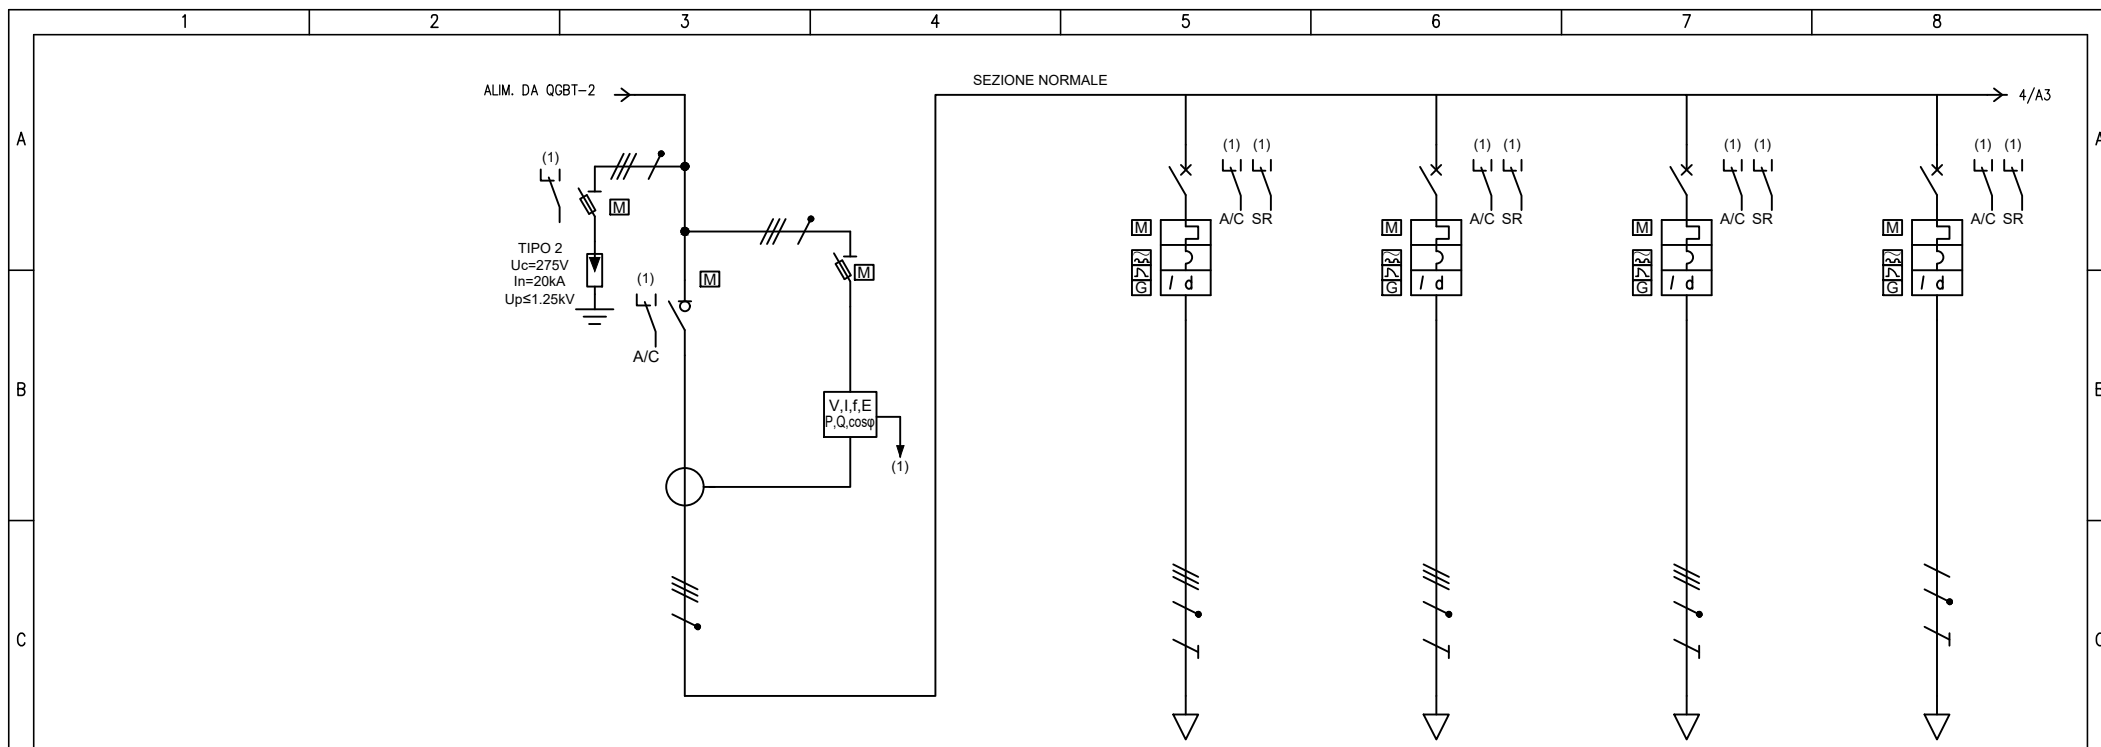 1 2 3 4 5 6 7 8
ALIM. DA QGBT-2
SEZIONE NORMALE
4/A3
A
A
(1)
(1) (1)
(1) (1)
(1) (1)
(1) (1)
M
A/C SR
A/C SR
A/C SR
A/C SR
M
M
M
M
TIPO 2
Uc=275V
In=20kA
Up≤1.25kV
(1)
M
M
G
I d
G
I d
G
I d
G
I d
A/C
B
B
V,I,f,E
P,Q,cosφ
(1)
C
C